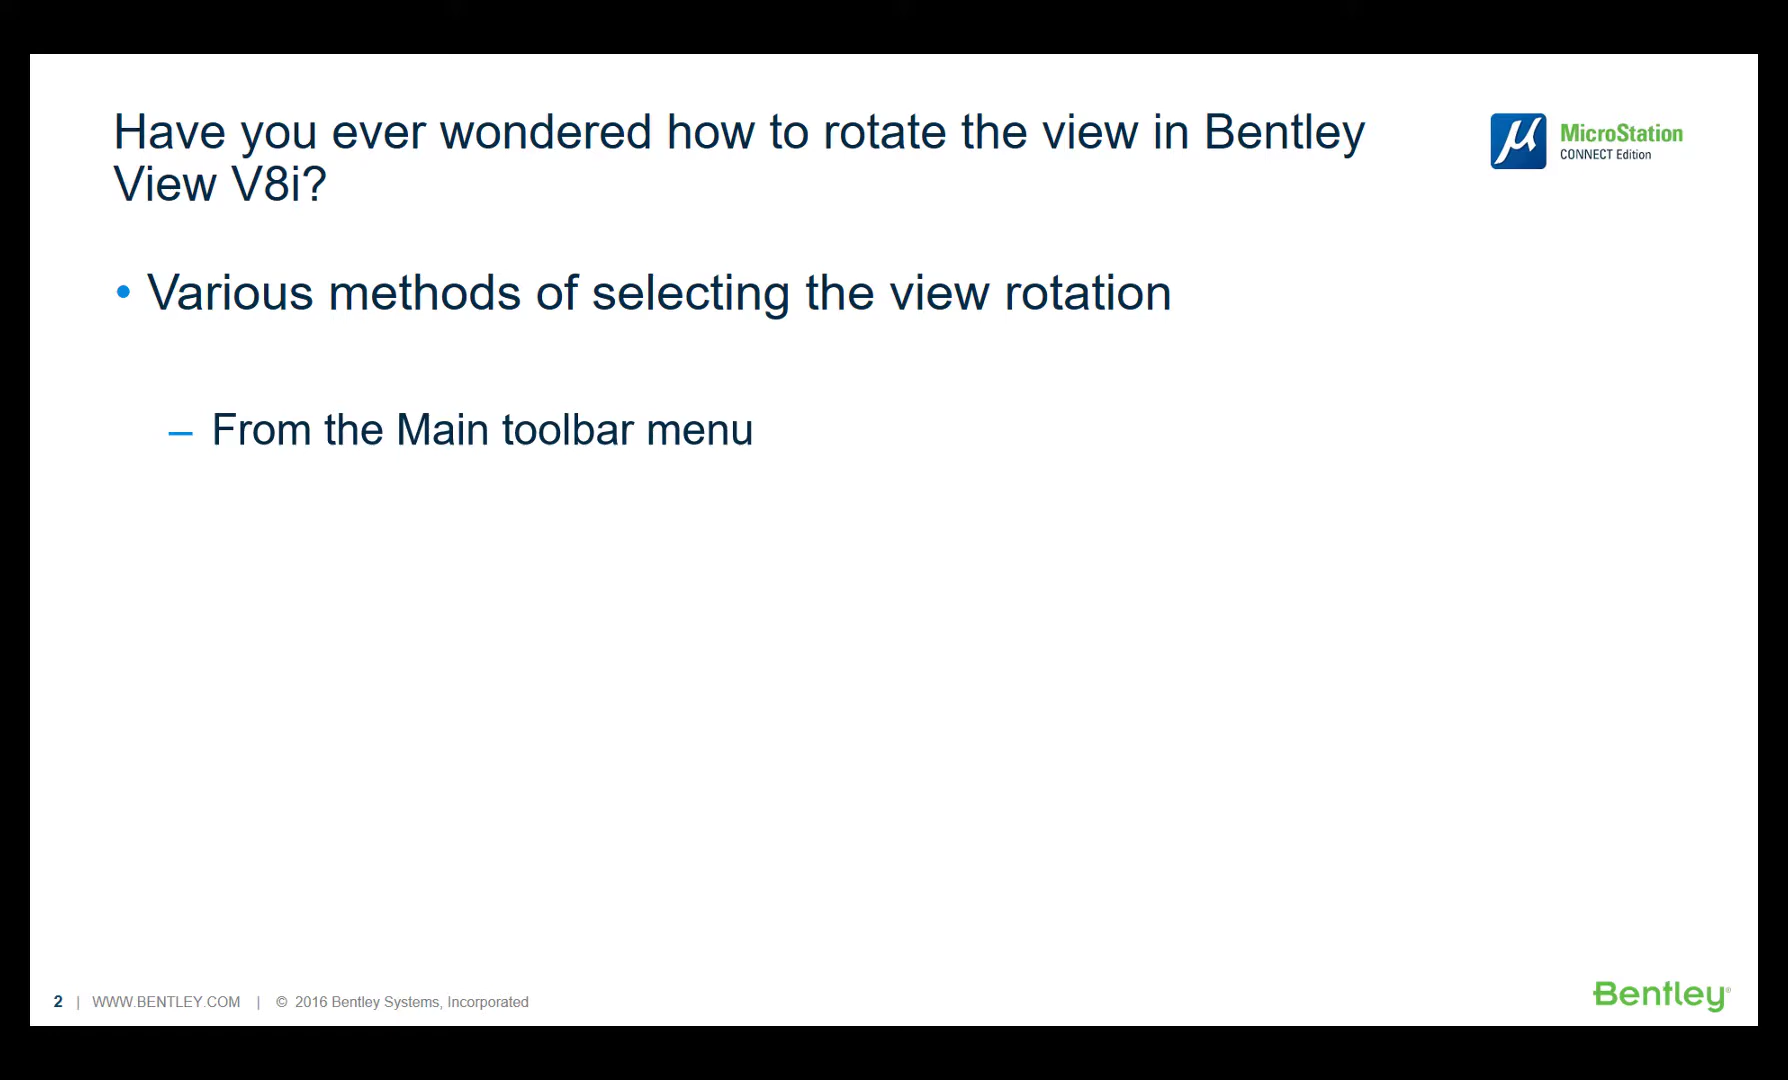 Have you ever wondered how to rotate the view in Bentley
View V8i?
MicroStation
CONNECT Edition
• Various methods of selecting the view rotation
– From the Main toolbar menu
2 | WWW.BENTLEY.COM | © 2016 Bentley Systems, Incorporated
Bentley®